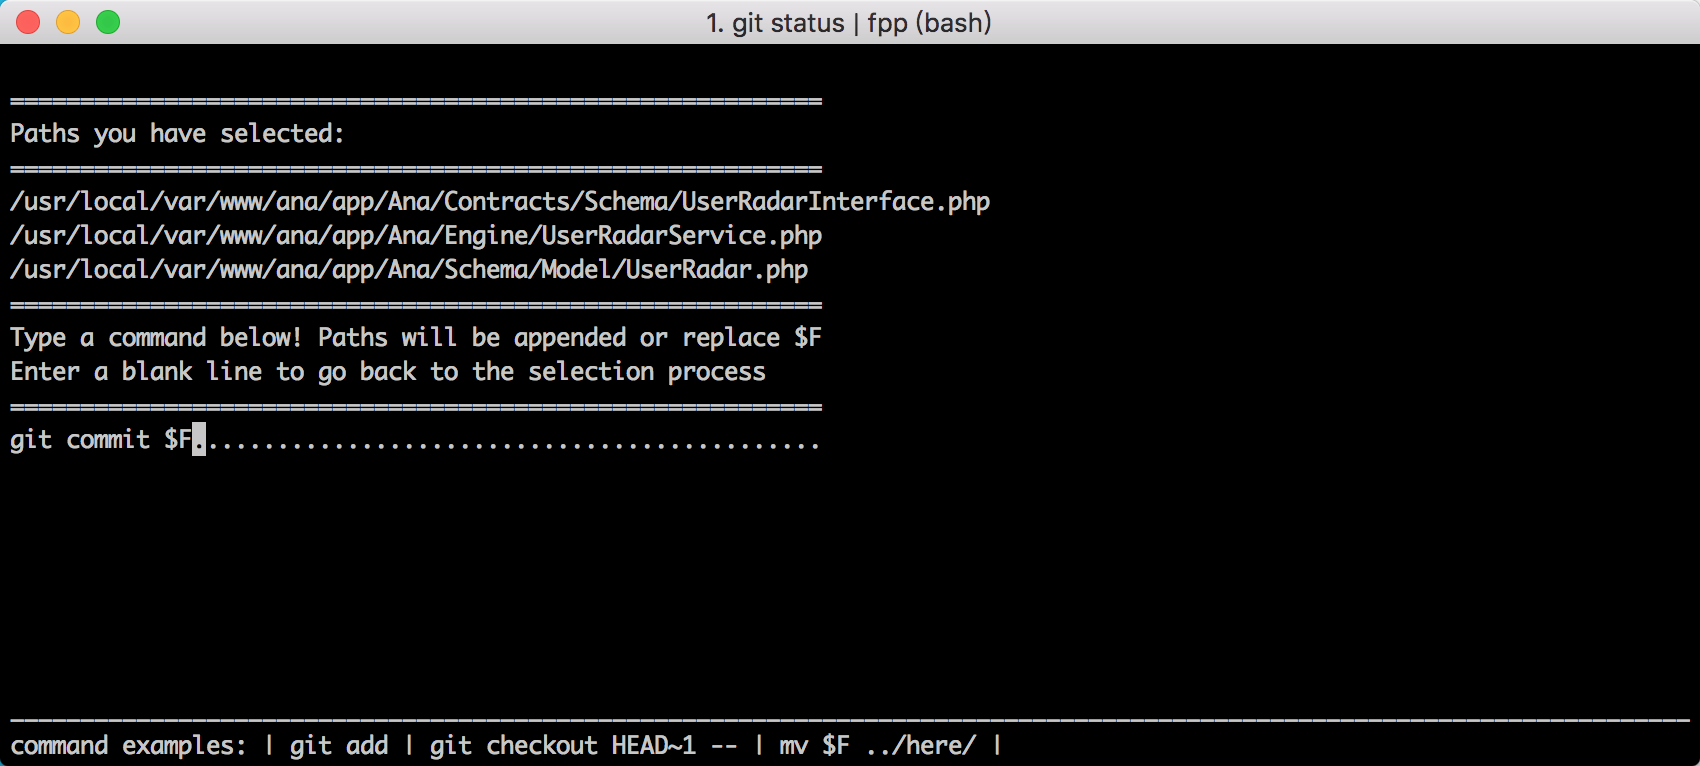 1. git status | fpp (bash)
==========================================================
Paths you have selected:
==========================================================
/usr/local/var/www/ana/app/Ana/Contracts/Schema/UserRadarInterface.php
/usr/local/var/www/ana/app/Ana/Engine/UserRadarService.php
/usr/local/var/www/ana/app/Ana/Schema/Model/UserRadar.php
==========================================================
Type a command below! Paths will be appended or replace $F
Enter a blank line to go back to the selection process
==========================================================
git commit $F.............................................
________________________________________________________________________________________________________________________
command examples: | git add | git checkout HEAD~1 -- | mv $F ../here/ |